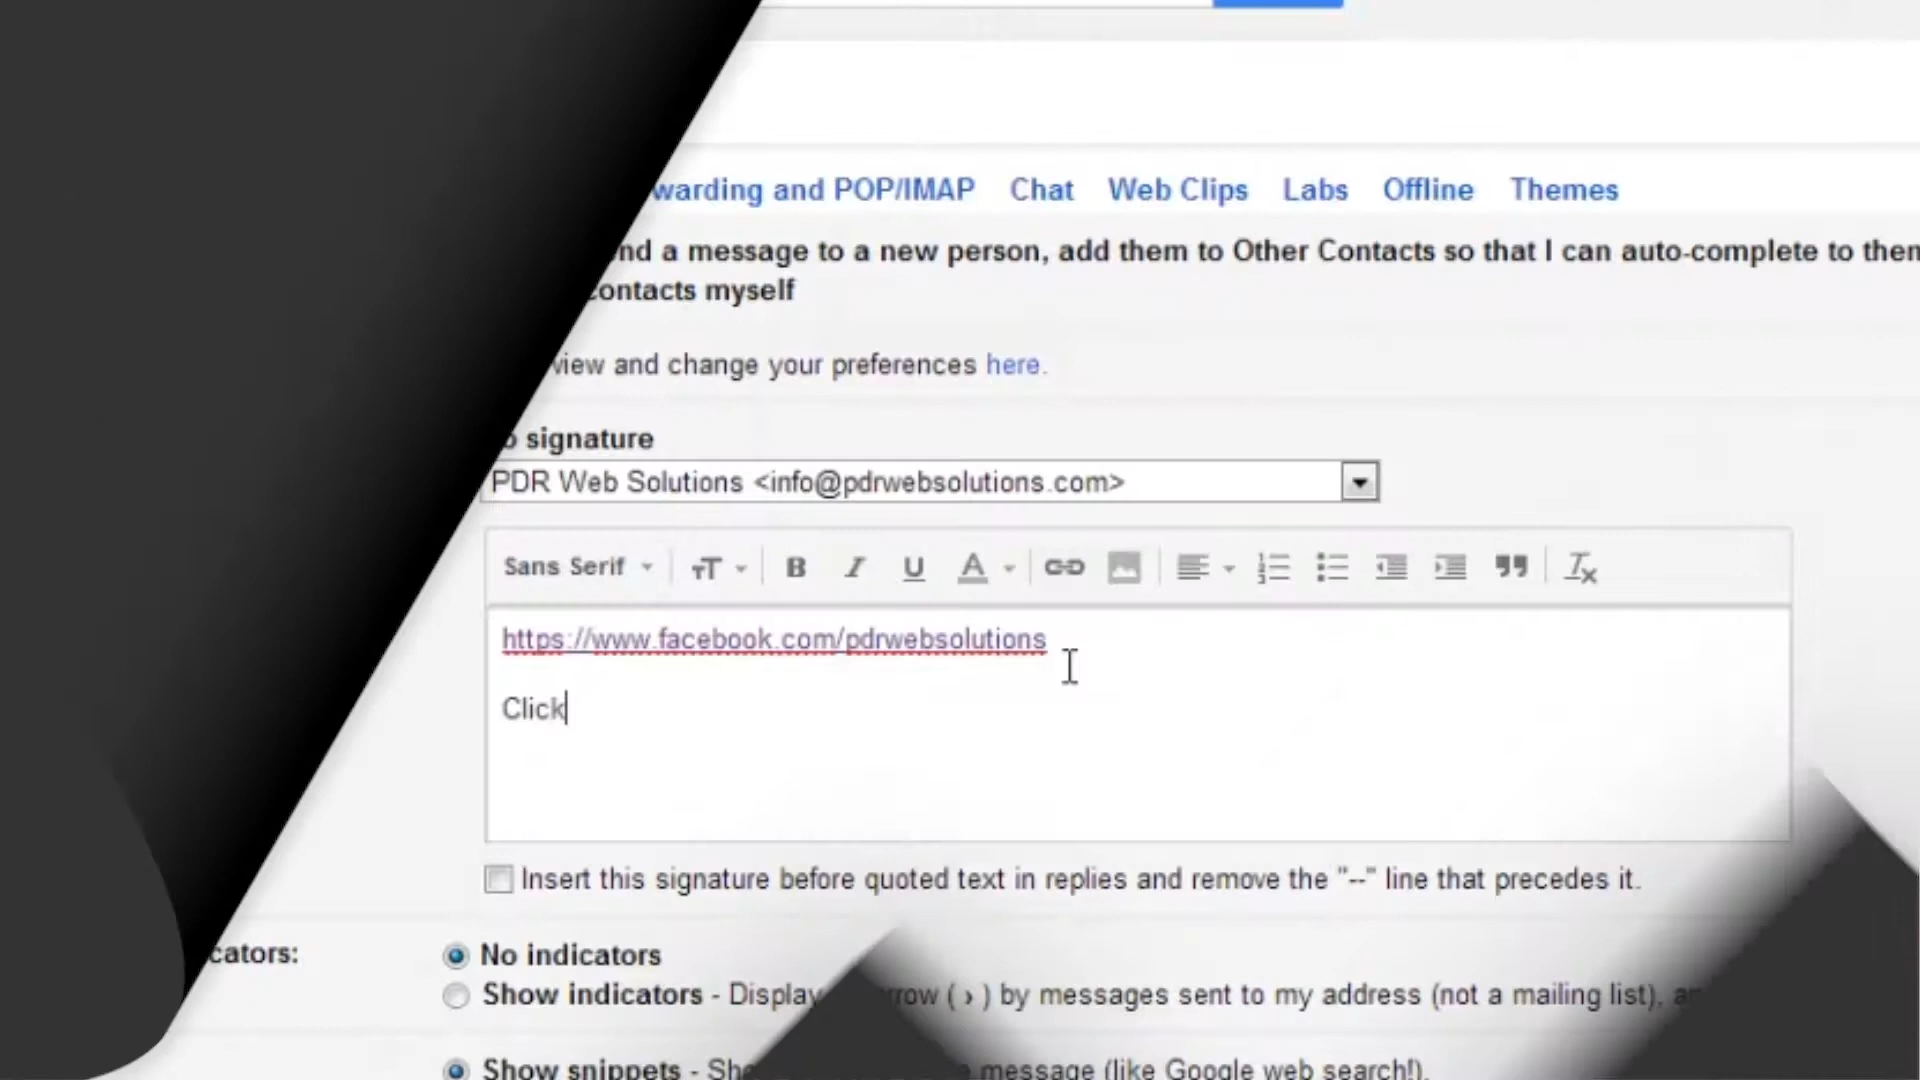 warding and POP/IMAP Chat Web Clips Labs Offline Themes
a message to a new person, add them to Other Contacts so that I can auto-complete to
contacts myself
view and change your preferences here.
signature
PDR Web Solutions <info@pdrwebsolutions.com>
Sans Serif
https://www.facebook.com/pdrwebsolutions
Click
Insert this signature before quoted text in replies and remove the "--" line that precedes it.
cators:
No indicators
Show indicators - Display row ( › ) by messages sent to my address (not a mailing list),
Show snippets - message (like Google web search!).